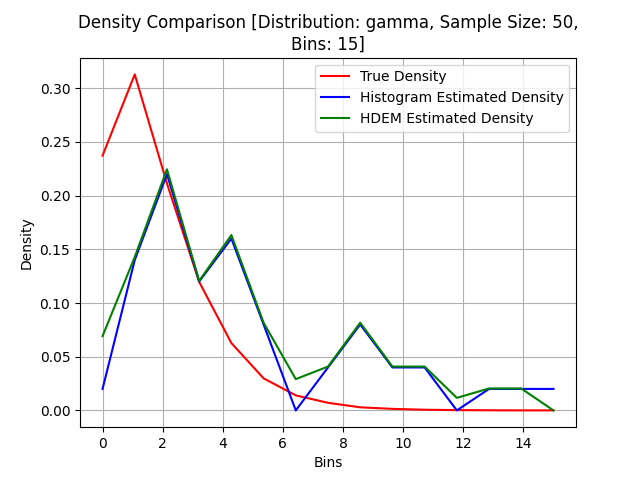 Density Comparison [Distribution: gamma, Sample Size: 50,
Bins: 15]
True Density
Histogram Estimated Density
HDEM Estimated Density
Density
0.30
0.25
0.20
0.15
0.10
0.05
0.00
0 2 4 6 8 10 12 14
Bins